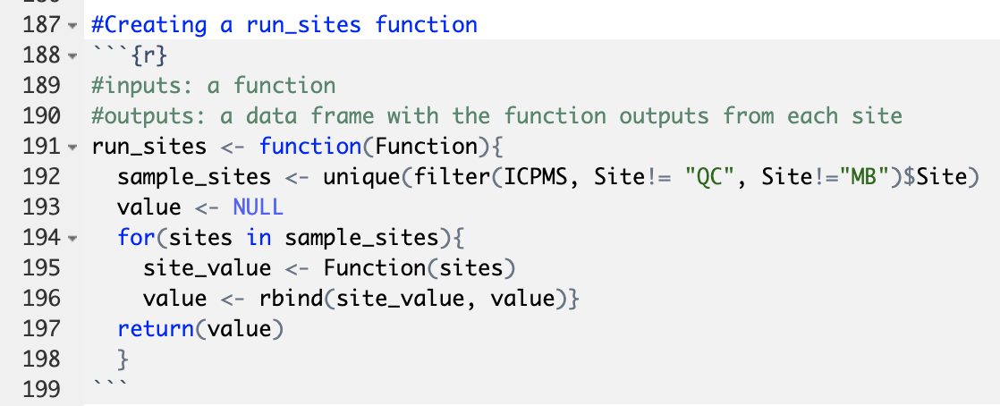 187 #Creating a run_sites function
188 ```{r}
189 #inputs: a function
190 #outputs: a data frame with the function outputs from each site
191 run_sites <- function(Function){
192   sample_sites <- unique(filter(ICPMS, Site!= "QC", Site!="MB")$Site)
193   value <- NULL
194   for(sites in sample_sites){
195     site_value <- Function(sites)
196     value <- rbind(site_value, value)}
197   return(value)
198   }
199 ```